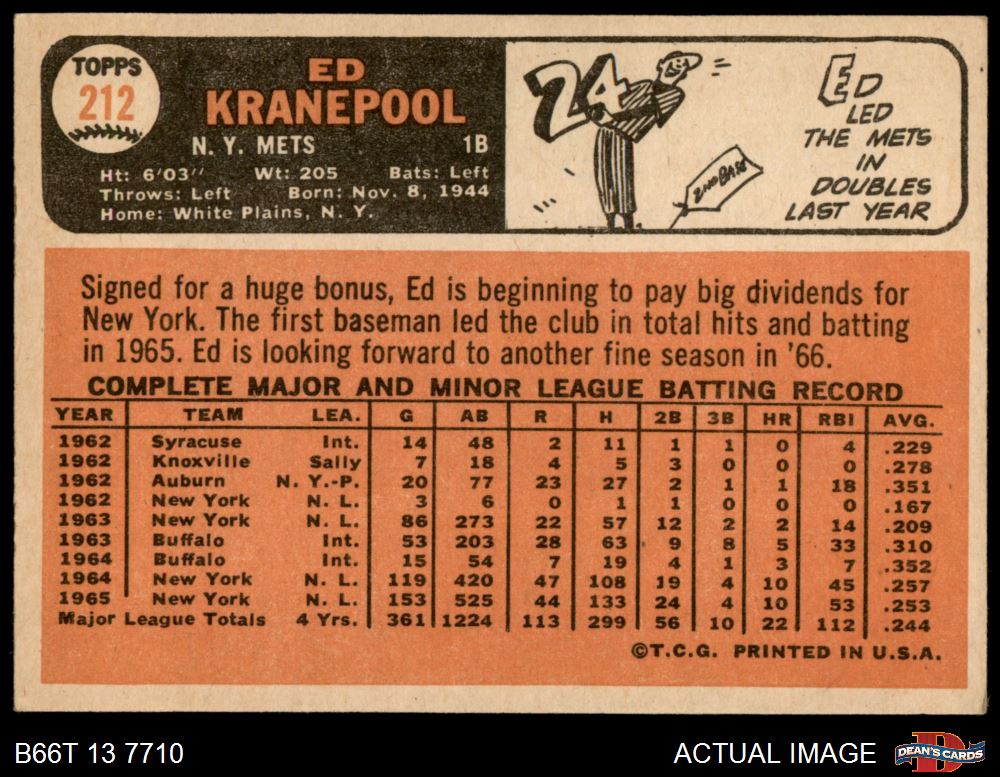 TOPPS
212
ED
KRANEPOOL
N. Y. METS 1B
Ht: 6'03" Wt: 205 Bats: Left
Throws: Left Born: Nov. 8, 1944
Home: White Plains, N. Y.
24
2ND BASE
ED
LED
THE METS
IN
DOUBLES
LAST YEAR
Signed for a huge bonus, Ed is beginning to pay big dividends for
New York. The first baseman led the club in total hits and batting
in 1965. Ed is looking forward to another fine season in '66.
COMPLETE MAJOR AND MINOR LEAGUE BATTING RECORD
YEAR TEAM LEA. G AB R H 2B 3B HR RBI AVG.
1962 Syracuse Int. 14 48 2 11 1 1 0 4 .229
1962 Knoxville Sally 7 18 4 5 3 0 0 0 .278
1962 Auburn N. Y.-P. 20 77 23 27 2 1 1 18 .351
1962 New York N. L. 3 6 0 1 1 0 0 0 .167
1963 New York N. L. 86 273 22 57 12 2 2 14 .209
1963 Buffalo Int. 53 203 28 63 9 8 5 33 .310
1964 Buffalo Int. 15 54 7 19 4 1 3 7 .352
1964 New York N. L. 119 420 47 108 19 4 10 45 .257
1965 New York N. L. 153 525 44 133 24 4 10 53 .253
Major League Totals 4 Yrs. 361 1224 113 299 56 10 22 112 .244
©T.C.G. PRINTED IN U.S.A.
B66T 13 7710 ACTUAL IMAGE
D
DEAN'S CARDS